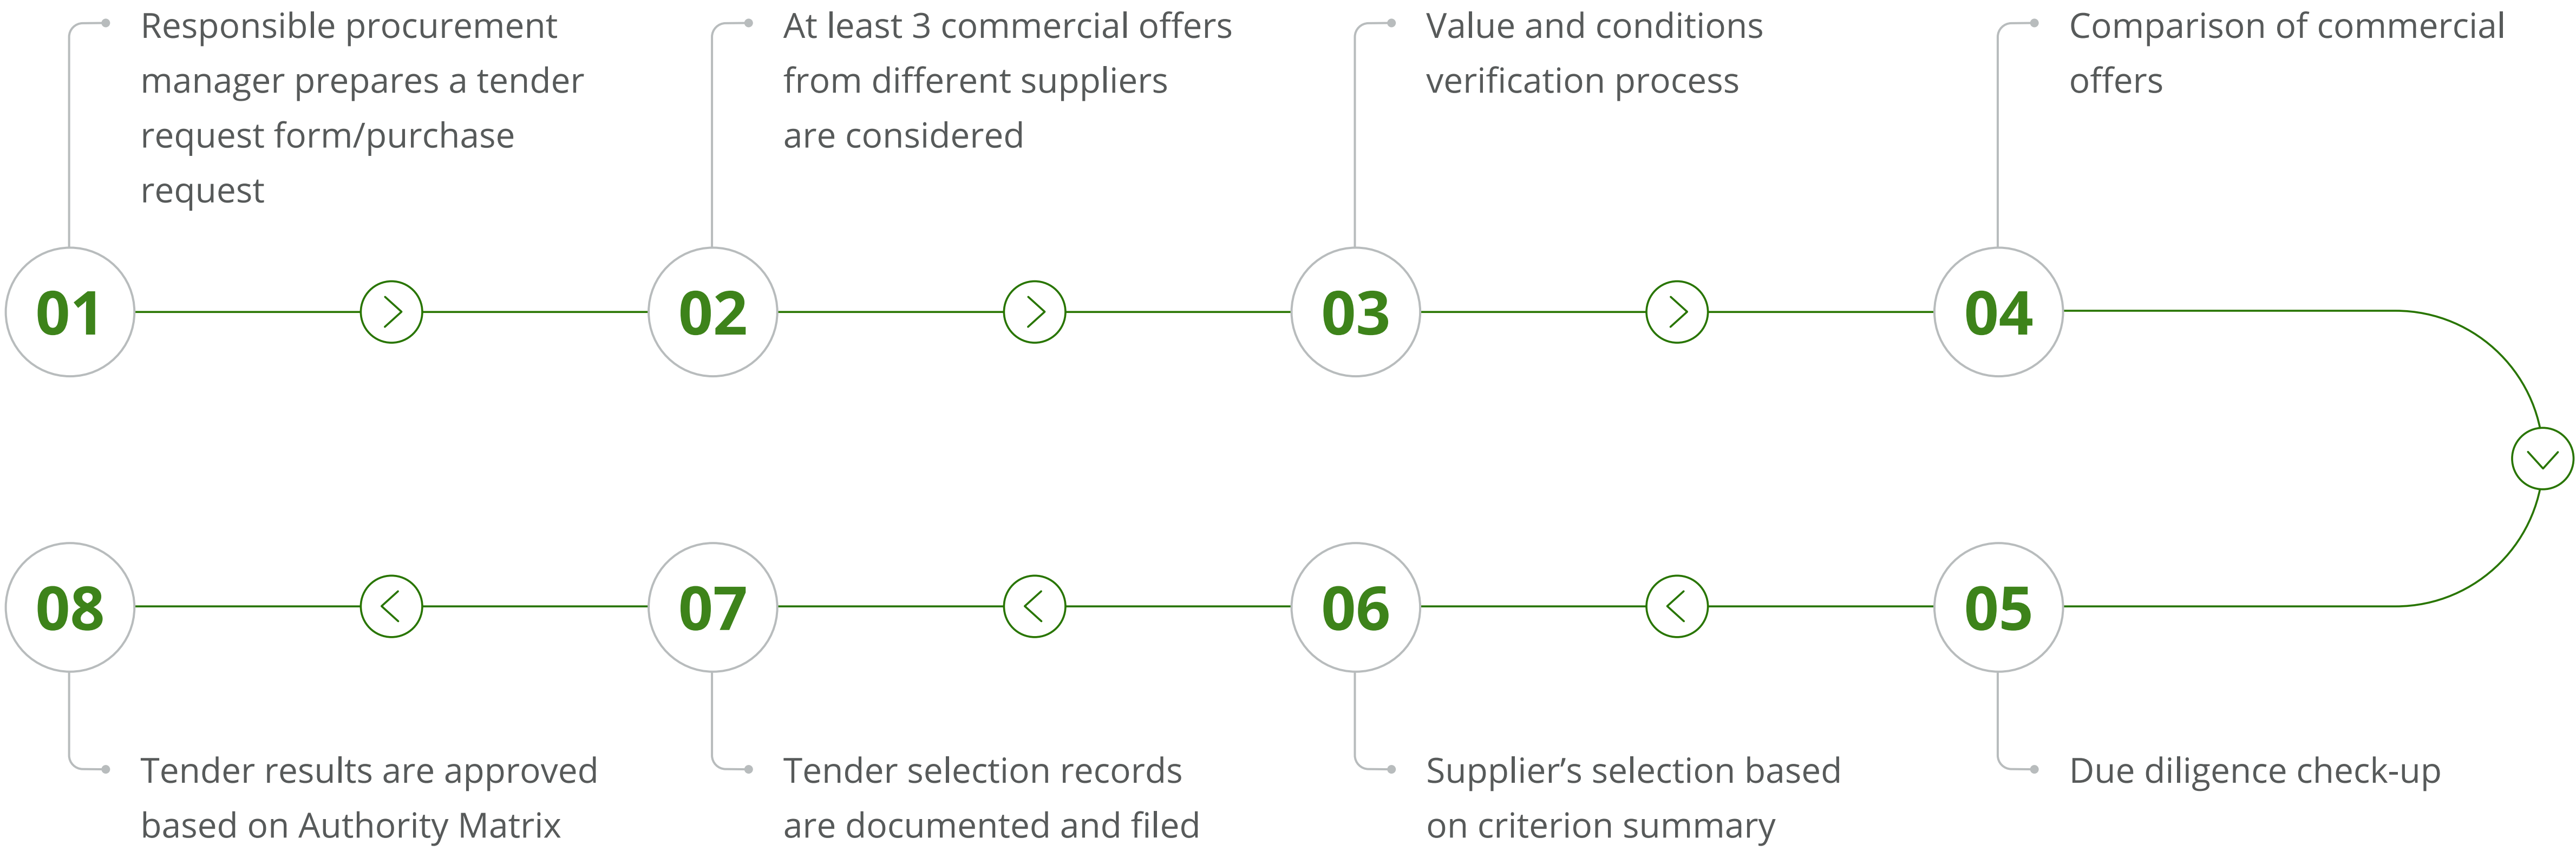 Responsible procurement
manager prepares a tender
request form/purchase
request
At least 3 commercial offers
from different suppliers
are considered
Value and conditions
verification process
Comparison of commercial
offers
01
02
03
04
08
07
06
05
Tender results are approved
based on Authority Matrix
Tender selection records
are documented and filed
Supplier’s selection based
on criterion summary
Due diligence check-up